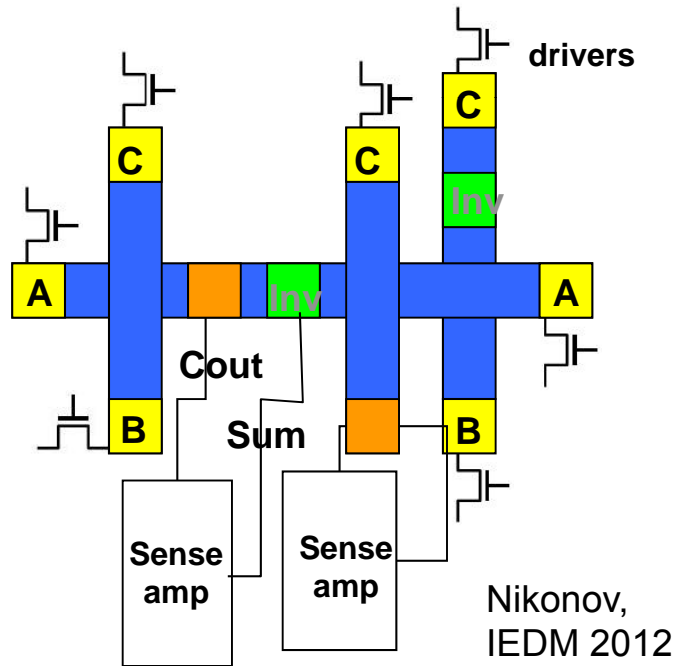 drivers
C
C
C
Inv
A
Inv
A
Cout
B
Sum
B
Sense
amp
Sense
amp
Nikonov,
IEDM 2012